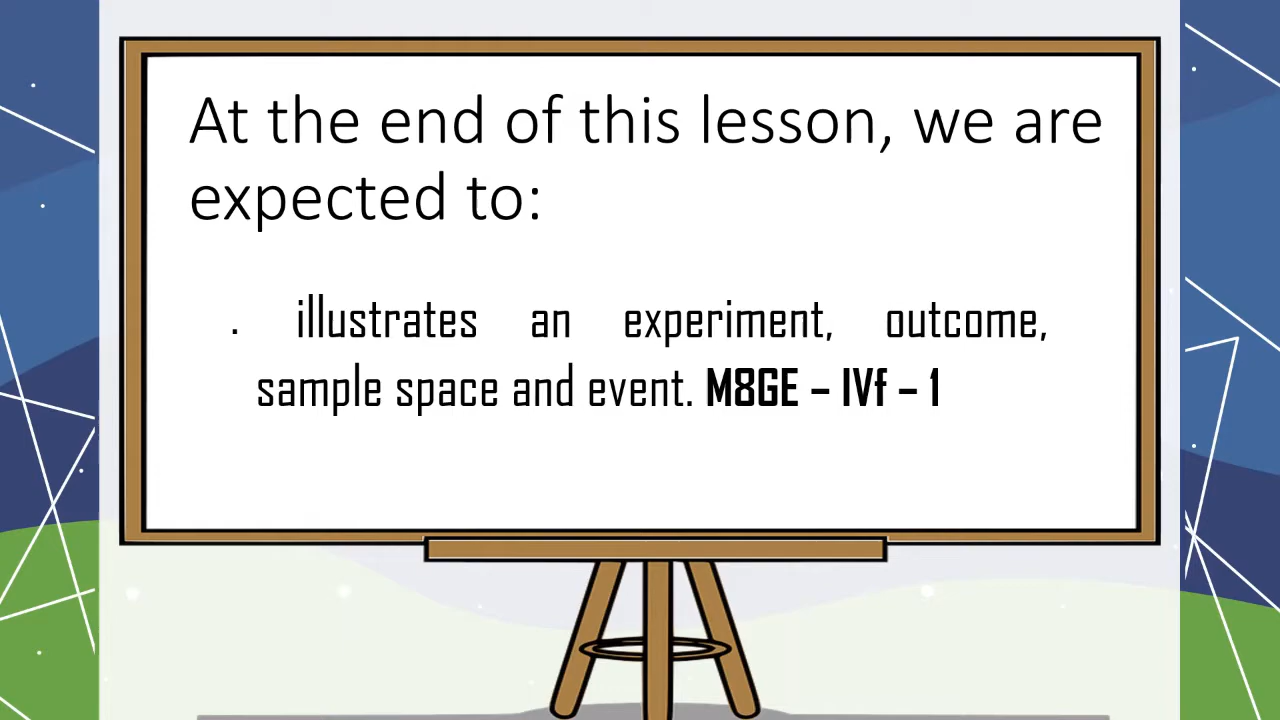 At the end of this lesson, we are
expected to:
. illustrates an experiment, outcome,
sample space and event. M8GE – IVf – 1